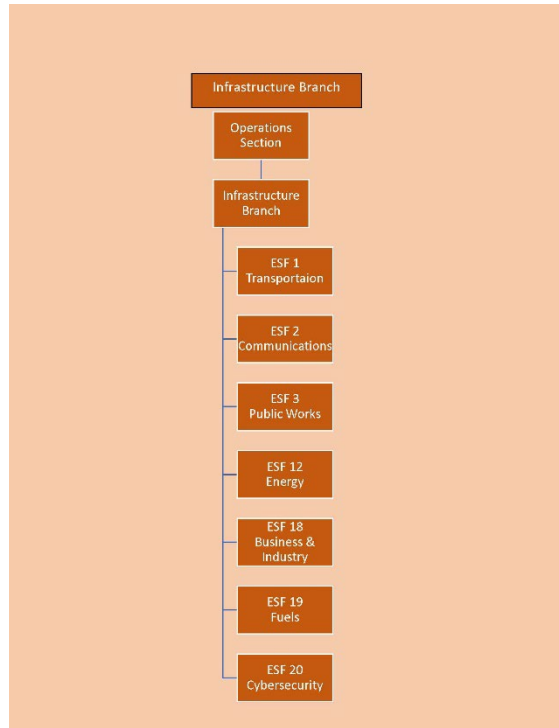 Infrastructure Branch
Operations
Section
Infrastructure
Branch
ESF 1
Transportaion
ESF 2
Communications
ESF 3
Public Works
ESF 12
Energy
ESF 18
Business &
Industry
ESF 19
Fuels
ESF 20
Cybersecurity